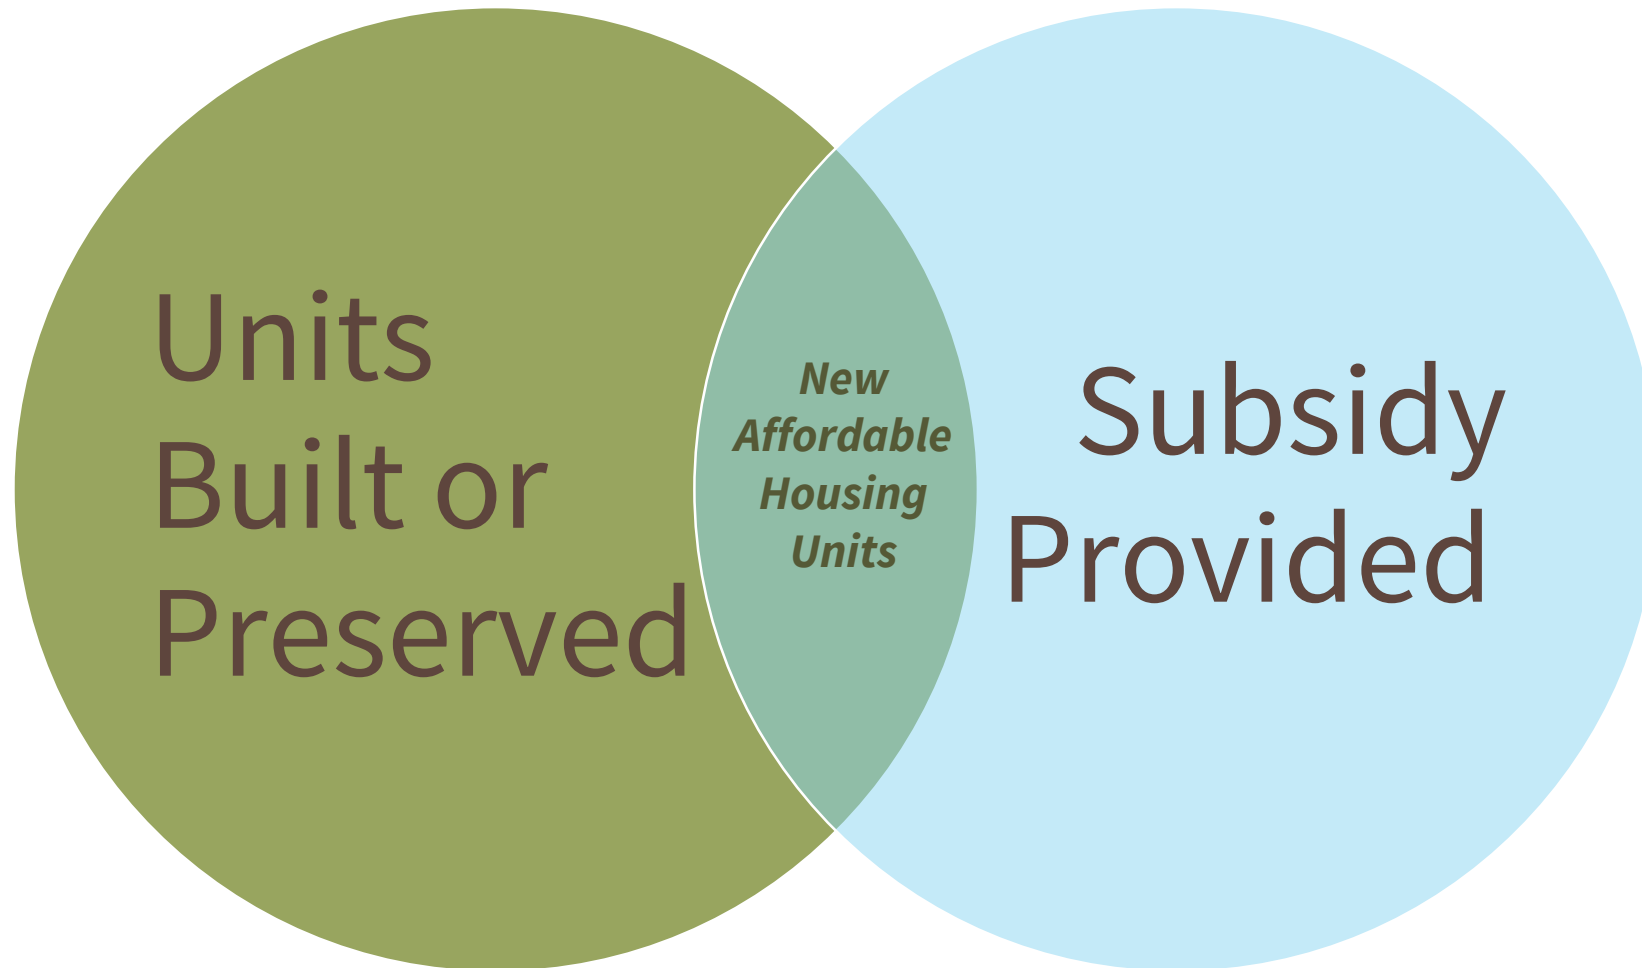 Units
Built or
Preserved
New
Affordable
Housing
Units
Subsidy
Provided